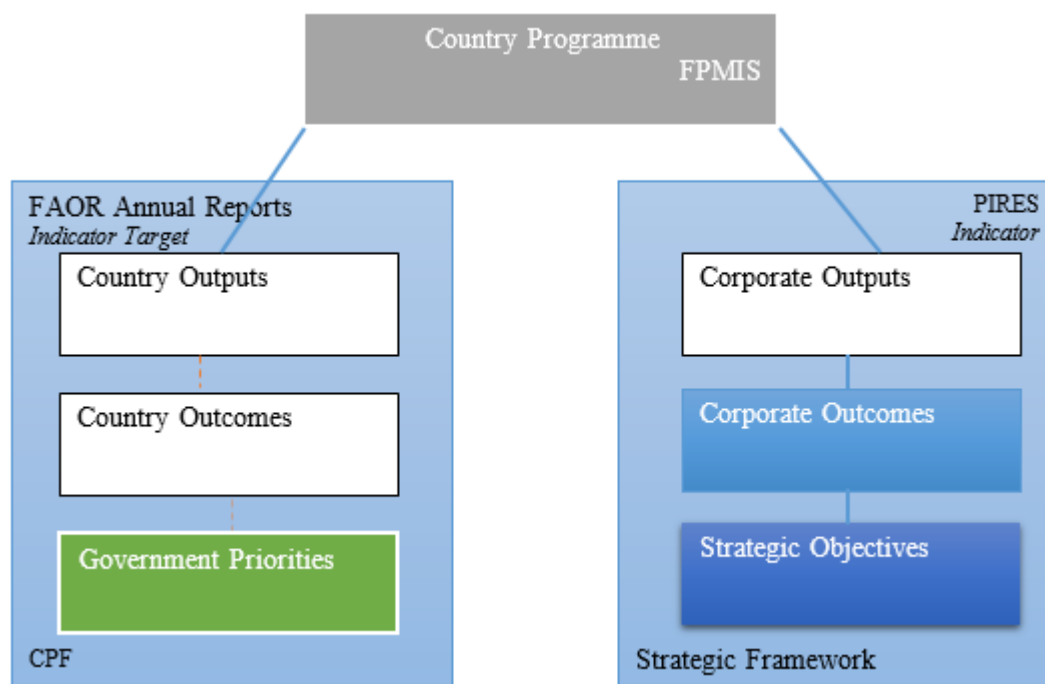 Country Programme
FPMIS
FAOR Annual Reports
Indicator Target
Country Outputs
Country Outcomes
Government Priorities
CPF
PIRES
Indicator
Corporate Outputs
Corporate Outcomes
Strategic Objectives
Strategic Framework